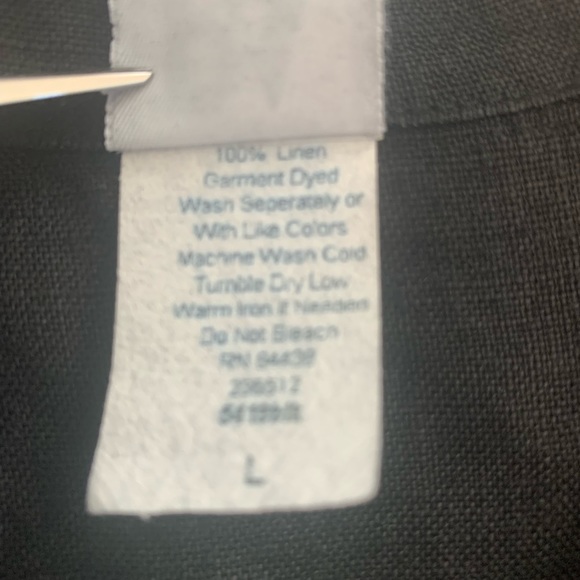 100% Linen
Garment Dyed
Wash Seperately or
With Like Colors
Machine Wash Cold
Tumble Dry Low
Warm Iron if Needed
Do Not Bleach
RN
L